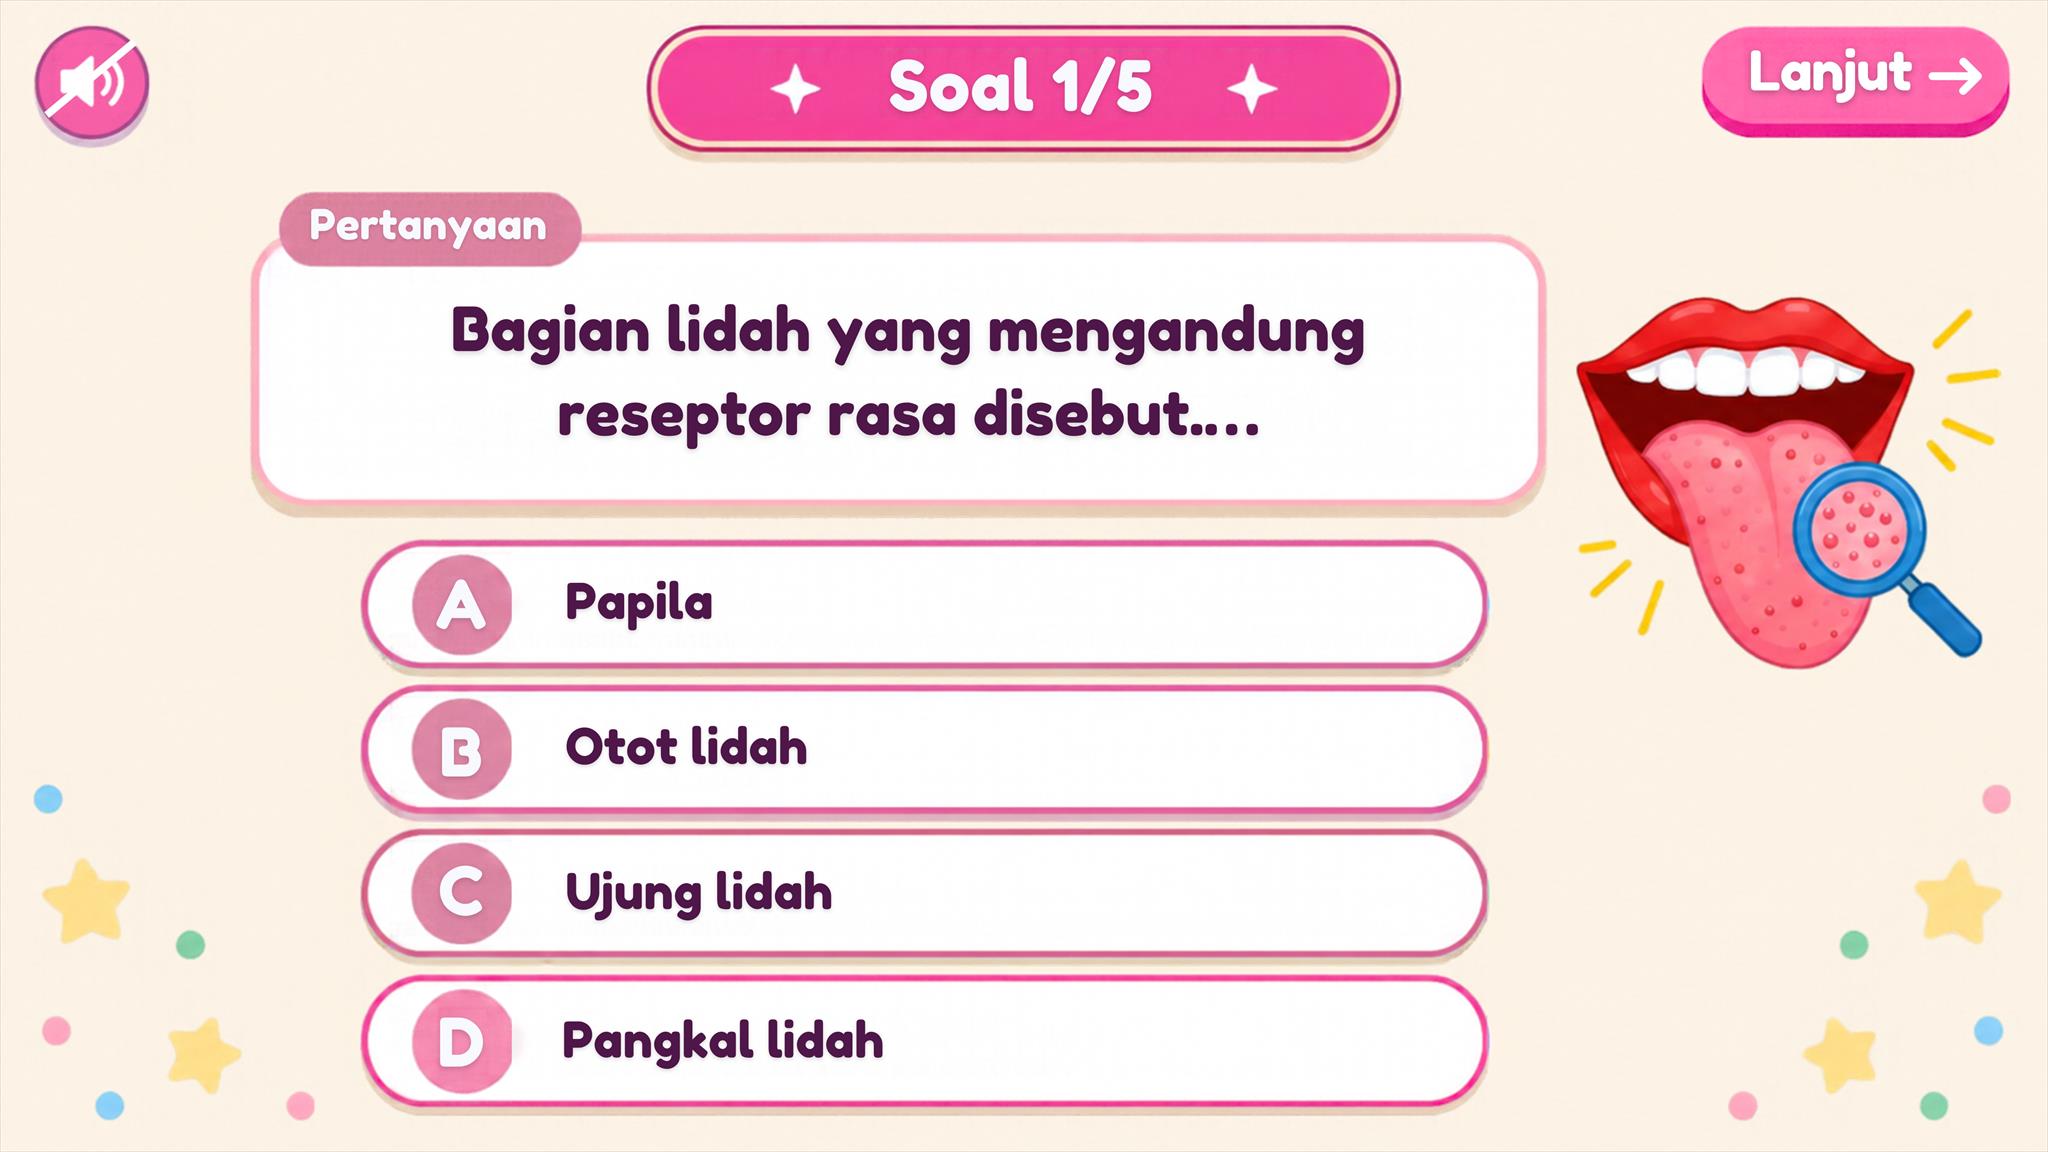 Soal 1/5
Lanjut →
Pertanyaan
Bagian lidah yang mengandung
reseptor rasa disebut....
A Papila
B Otot lidah
C Ujung lidah
D Pangkal lidah